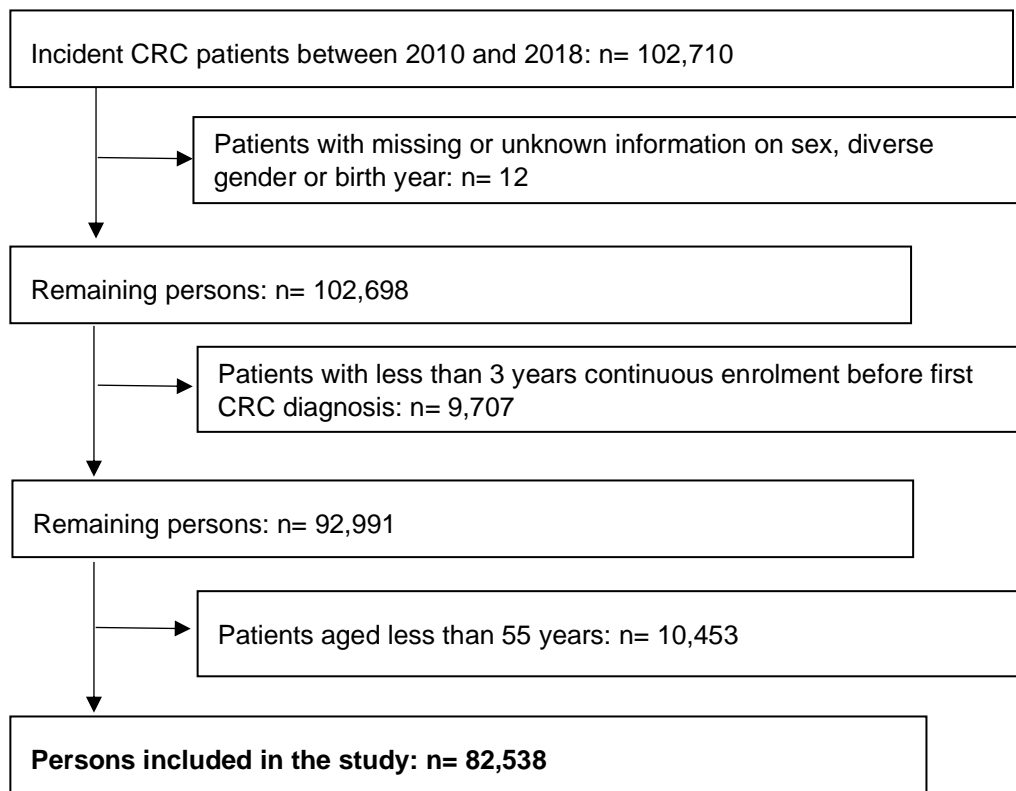 Incident CRC patients between 2010 and 2018: n= 102,710
Patients with missing or unknown information on sex, diverse
gender or birth year: n= 12
Remaining persons: n= 102,698
Patients with less than 3 years continuous enrolment before first
CRC diagnosis: n= 9,707
Remaining persons: n= 92,991
Patients aged less than 55 years: n= 10,453
Persons included in the study: n= 82,538